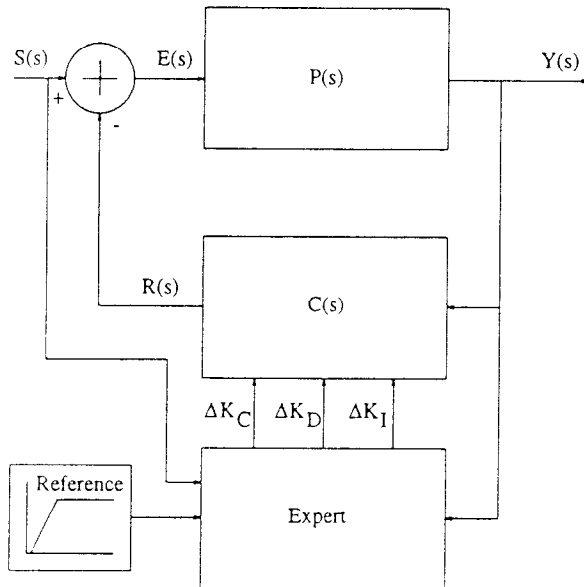 S(s)
E(s)
Y(s)
P(s)
+
-
R(s)
C(s)
ΔK_C
ΔK_D
ΔK_I
Reference
Expert